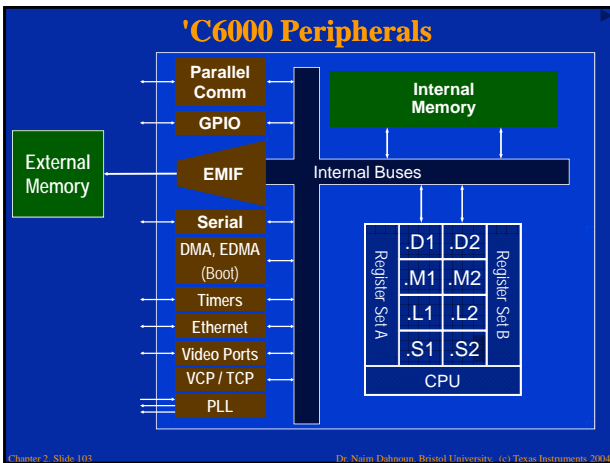 'C6000 Peripherals
Parallel
Comm
GPIO
External
Memory
EMIF
Serial
DMA, EDMA
(Boot)
Timers
Ethernet
Video Ports
VCP / TCP
PLL
Internal
Memory
Internal Buses
Register Set A
.D1 .D2
.M1 .M2
.L1 .L2
.S1 .S2
Register Set B
CPU
Chapter 2, Slide 103
Dr. Naim Dahnoun, Bristol University, (c) Texas Instruments 2004